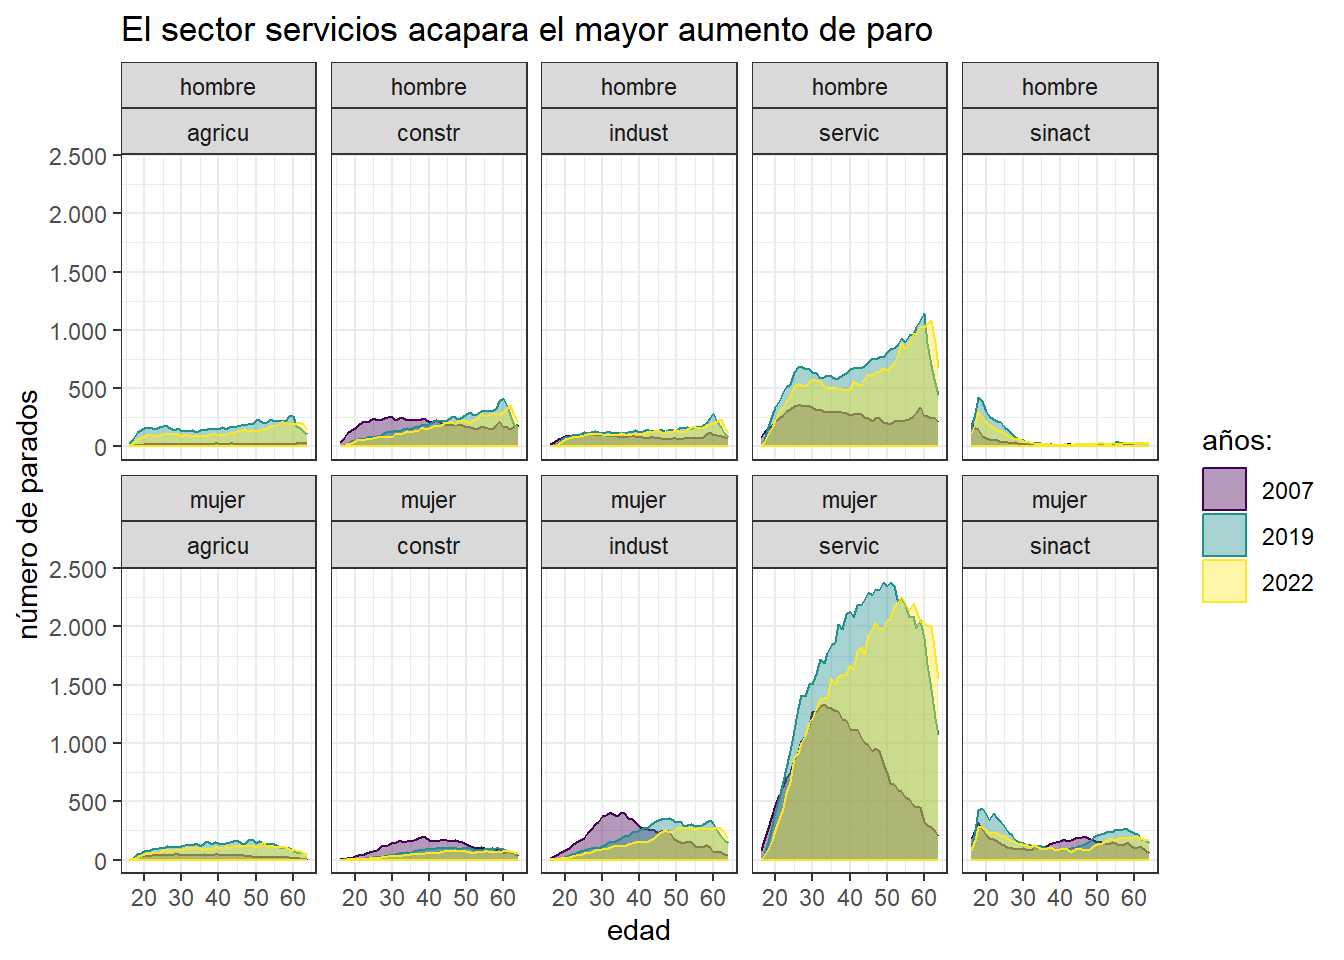 El sector servicios acapara el mayor aumento de paro
hombre hombre hombre hombre hombre
agricu constr indust servic sinact
2.500
2.000
1.500
1.000
500
0
mujer mujer mujer mujer mujer
agricu constr indust servic sinact
2.500
2.000
1.500
1.000
500
0
número de parados
20 30 40 50 60 20 30 40 50 60 20 30 40 50 60 20 30 40 50 60 20 30 40 50 60
edad
años:
2007
2019
2022